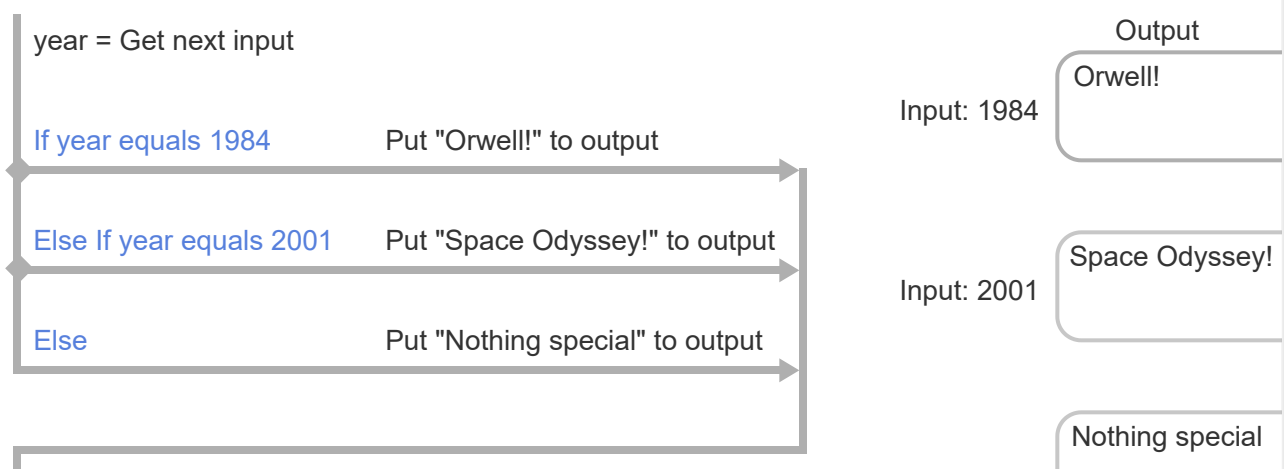 year = Get next input
If year equals 1984 Put "Orwell!" to output
Else If year equals 2001 Put "Space Odyssey!" to output
Else Put "Nothing special" to output
Output
Input: 1984 Orwell!
Input: 2001 Space Odyssey!
Nothing special